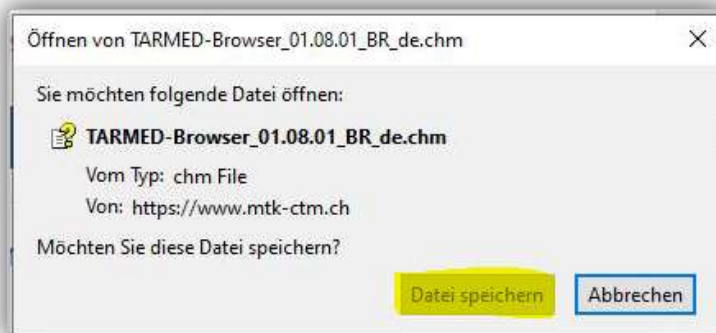 Öffnen von TARMED-Browser_01.08.01_BR_de.chm
Sie möchten folgende Datei öffnen:
TARMED-Browser_01.08.01_BR_de.chm
Vom Typ: chm File
Von: https://www.mtk-ctm.ch
Möchten Sie diese Datei speichern?
Datei speichern Abbrechen